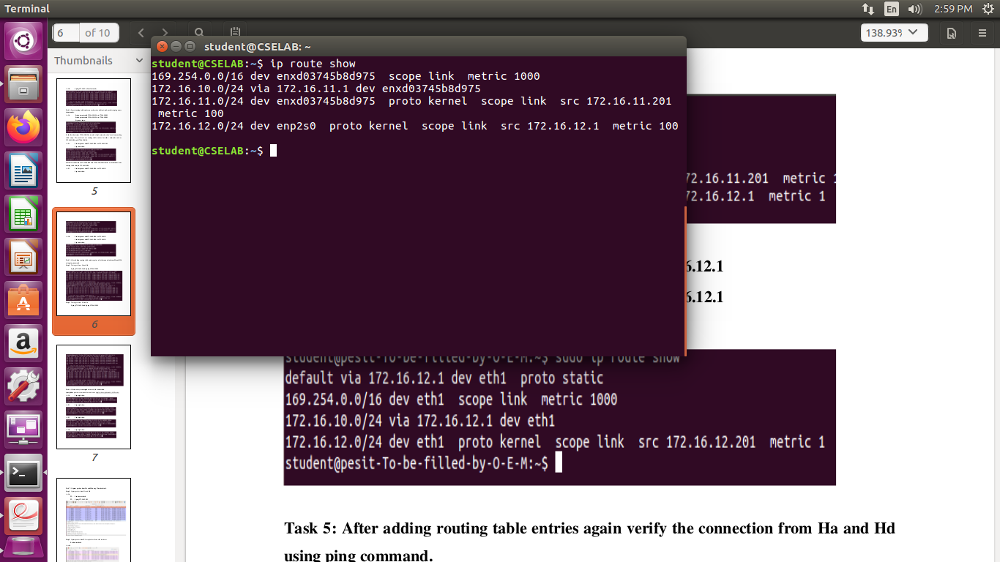 Terminal
En
2:59 PM
6
of 10
138.93%
Thumbnails
5
6
7
student@CSELAB: ~
student@CSELAB:~$ ip route show
169.254.0.0/16 dev enxd03745b8d975  scope link  metric 1000
172.16.10.0/24 via 172.16.11.1 dev enxd03745b8d975
172.16.11.0/24 dev enxd03745b8d975  proto kernel  scope link  src 172.16.11.201
 metric 100
172.16.12.0/24 dev enp2s0  proto kernel  scope link  src 172.16.12.1  metric 100
student@CSELAB:~$
72.16.11.201  metric 1
72.16.12.1  metric 1
6.12.1
6.12.1
student@pesit-To-be-filled-by-O-E-M:~$ sudo ip route show
default via 172.16.12.1 dev eth1  proto static
169.254.0.0/16 dev eth1  scope link  metric 1000
172.16.10.0/24 via 172.16.12.1 dev eth1
172.16.12.0/24 dev eth1  proto kernel  scope link  src 172.16.12.201  metric 1
student@pesit-To-be-filled-by-O-E-M:~$
Task 5: After adding routing table entries again verify the connection from Ha and Hd
using ping command.